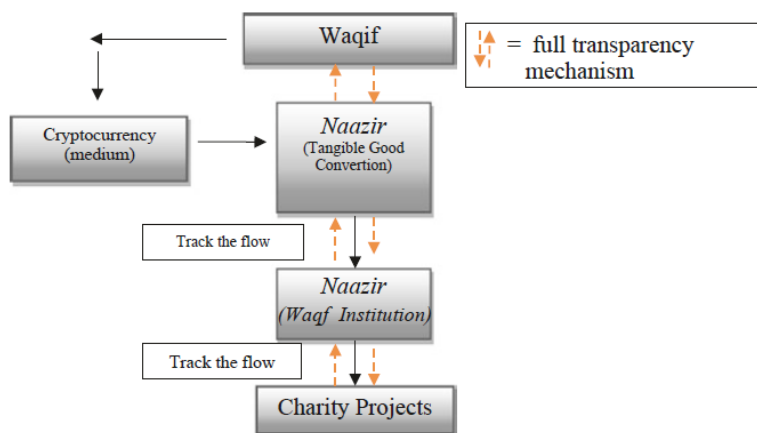 Waqif
= full transparency
mechanism
Cryptocurrency
(medium)
Naazir
(Tangible Good
Convertion)
Track the flow
Naazir
(Waqf Institution)
Track the flow
Charity Projects